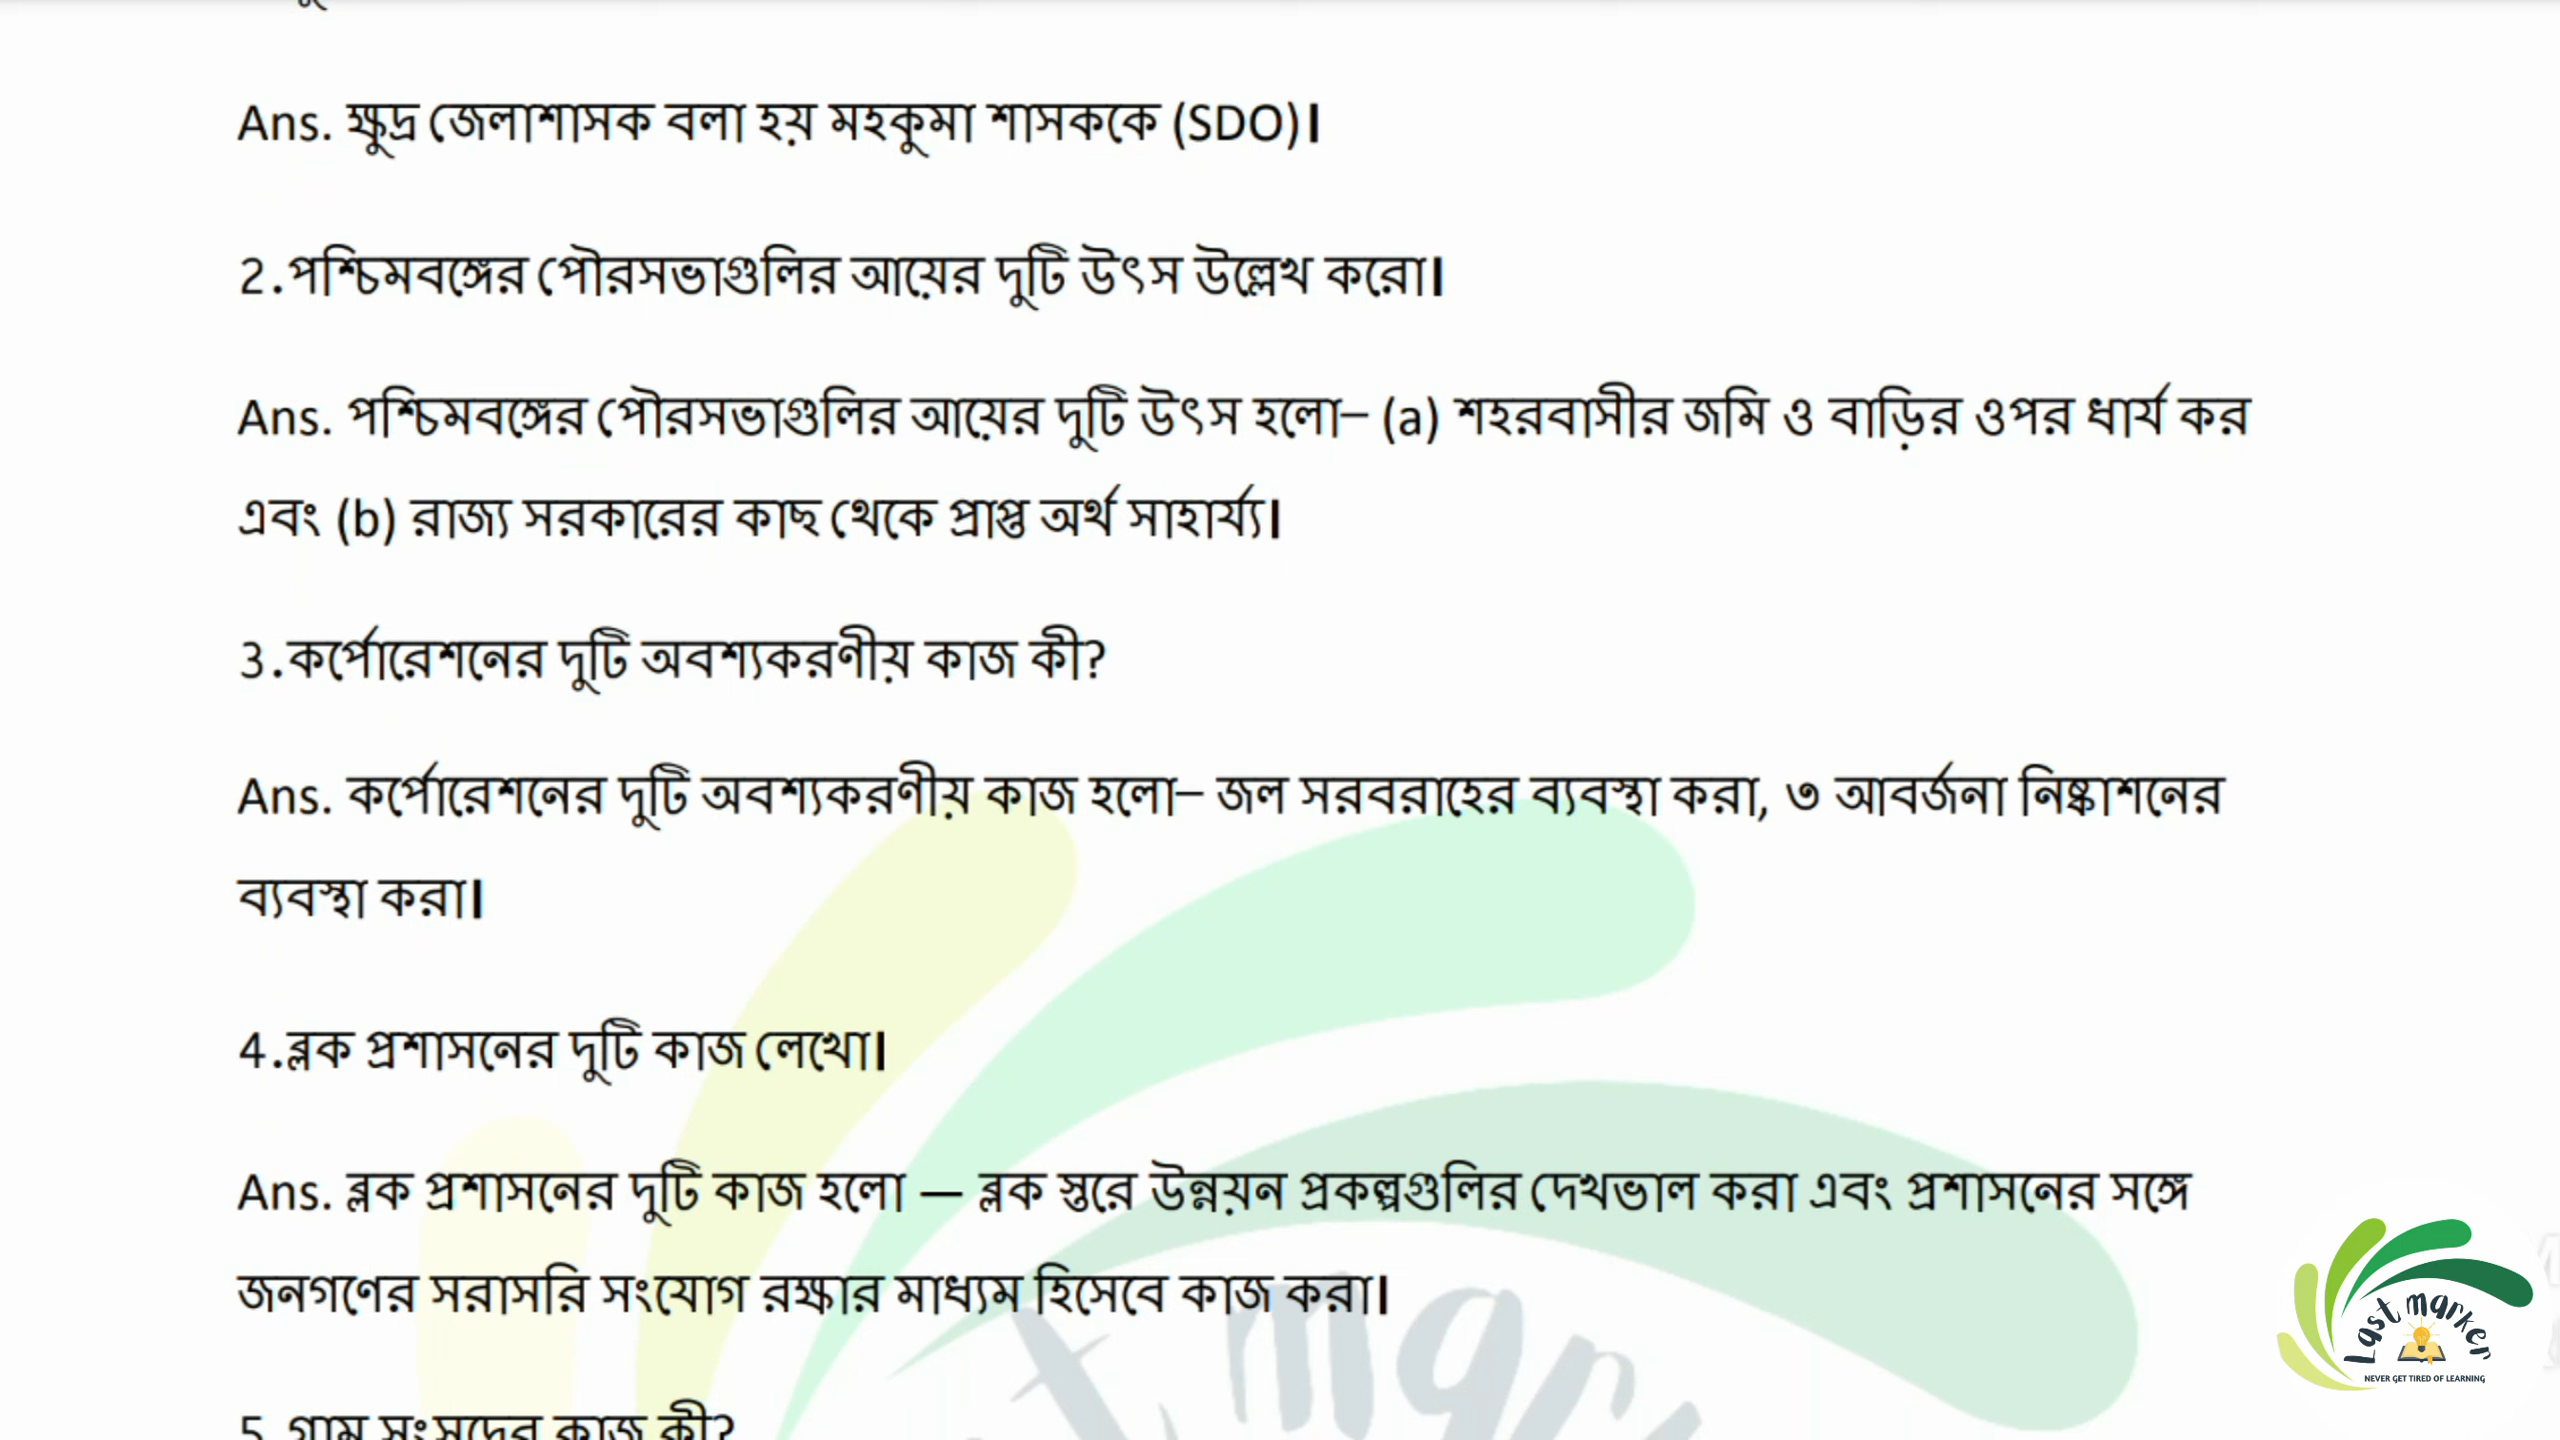 Ans. ক্ষুদ্র জেলাশাসক বলা হয় মহকুমা শাসককে (SDO)।
2.পশ্চিমবঙ্গের পৌরসভাগুলির আয়ের দুটি উৎস উল্লেখ করো।
Ans. পশ্চিমবঙ্গের পৌরসভাগুলির আয়ের দুটি উৎস হলো– (a) শহরবাসীর জমি ও বাড়ির ওপর ধার্য কর
এবং (b) রাজ্য সরকারের কাছ থেকে প্রাপ্ত অর্থ সাহার্য্য।
3.কর্পোরেশনের দুটি অবশ্যকরণীয় কাজ কী?
Ans. কর্পোরেশনের দুটি অবশ্যকরণীয় কাজ হলো– জল সরবরাহের ব্যবস্থা করা, ৩ আবর্জনা নিষ্কাশনের
ব্যবস্থা করা।
4.ব্লক প্রশাসনের দুটি কাজ লেখো।
Ans. ব্লক প্রশাসনের দুটি কাজ হলো — ব্লক স্তরে উন্নয়ন প্রকল্পগুলির দেখভাল করা এবং প্রশাসনের সঙ্গে
জনগণের সরাসরি সংযোগ রক্ষার মাধ্যম হিসেবে কাজ করা।
5. গ্রাম সংসদের কাজ কী?
Last marker
NEVER GET TIRED OF LEARNING